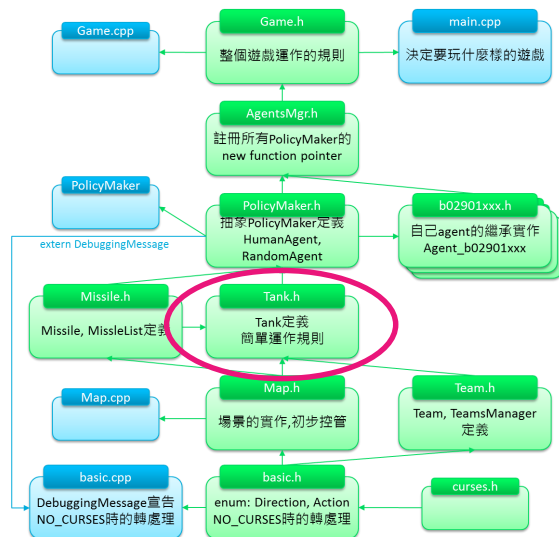 Game.cpp
Game.h
整個遊戲運作的規則
main.cpp
決定要玩什麼樣的遊戲
AgentsMgr.h
註冊所有PolicyMaker的
new function pointer
PolicyMaker
PolicyMaker.h
抽象PolicyMaker定義
HumanAgent,
RandomAgent
b02901xxx.h
自己agent的繼承實作
Agent_b02901xxx
extern DebuggingMessage
Missile.h
Missile, MissleList定義
Tank.h
Tank定義
簡單運作規則
Map.cpp
Map.h
場景的實作,初步控管
Team.h
Team, TeamsManager
定義
basic.cpp
DebuggingMessage宣告
NO_CURSES時的轉處理
basic.h
enum: Direction, Action
NO_CURSES時的轉處理
curses.h